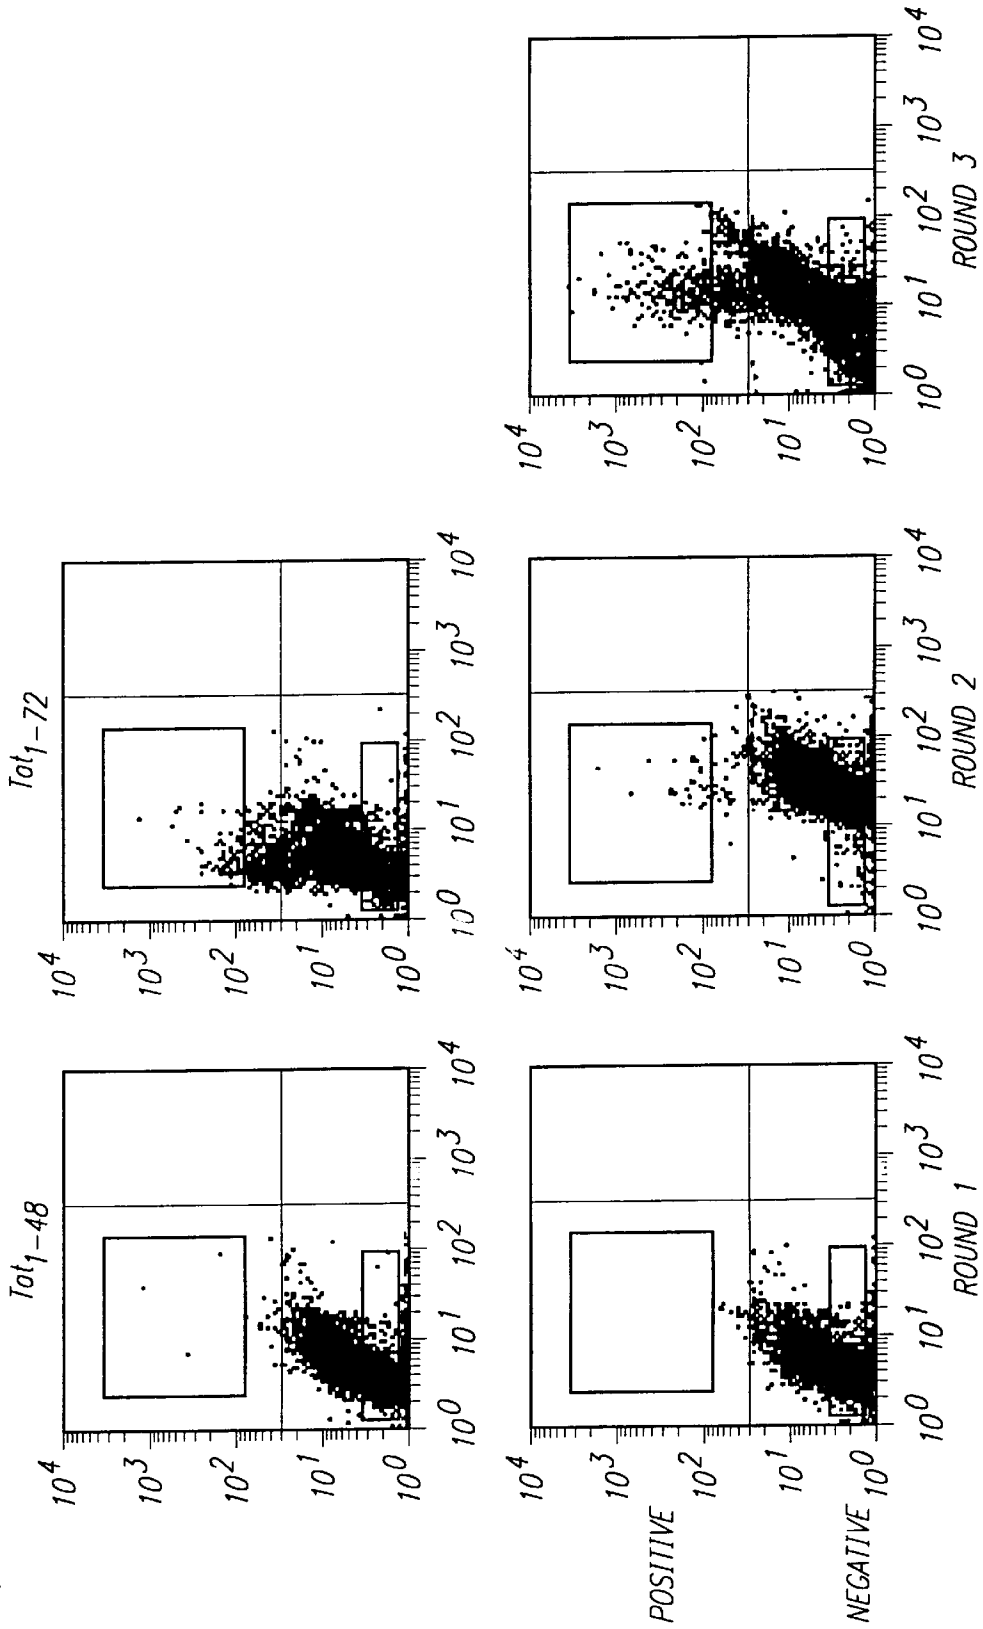 Tat1-48 Tat1-72
10^4 10^4
10^3 10^3
10^2 10^2
10^1 10^1
10^0 10^0
10^0 10^1 10^2 10^3 10^4 10^0 10^1 10^2 10^3 10^4
10^4 10^4 10^4
10^3 10^3 10^3
POSITIVE 10^2 10^2 10^2
10^1 10^1 10^1
NEGATIVE 10^0 10^0 10^0
10^0 10^1 10^2 10^3 10^4 10^0 10^1 10^2 10^3 10^4 10^0 10^1 10^2 10^3 10^4
ROUND 1 ROUND 2 ROUND 3